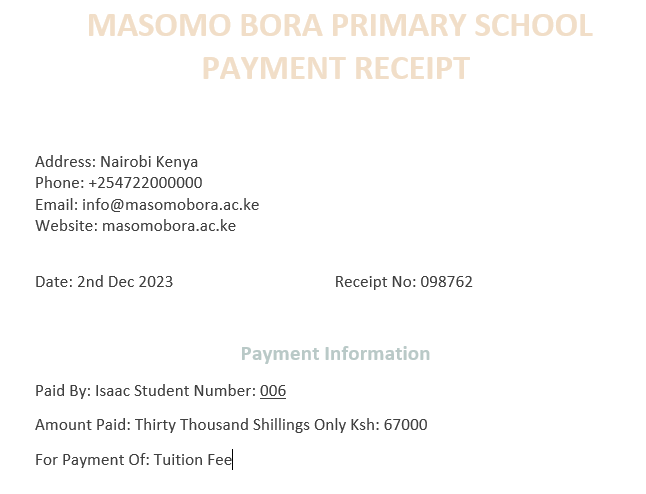 MASOMO BORA PRIMARY SCHOOL
PAYMENT RECEIPT
Address: Nairobi Kenya
Phone: +254722000000
Email: info@masomobora.ac.ke
Website: masomobora.ac.ke
Date: 2nd Dec 2023 Receipt No: 098762
Payment Information
Paid By: Isaac Student Number: 006
Amount Paid: Thirty Thousand Shillings Only Ksh: 67000
For Payment Of: Tuition Fee